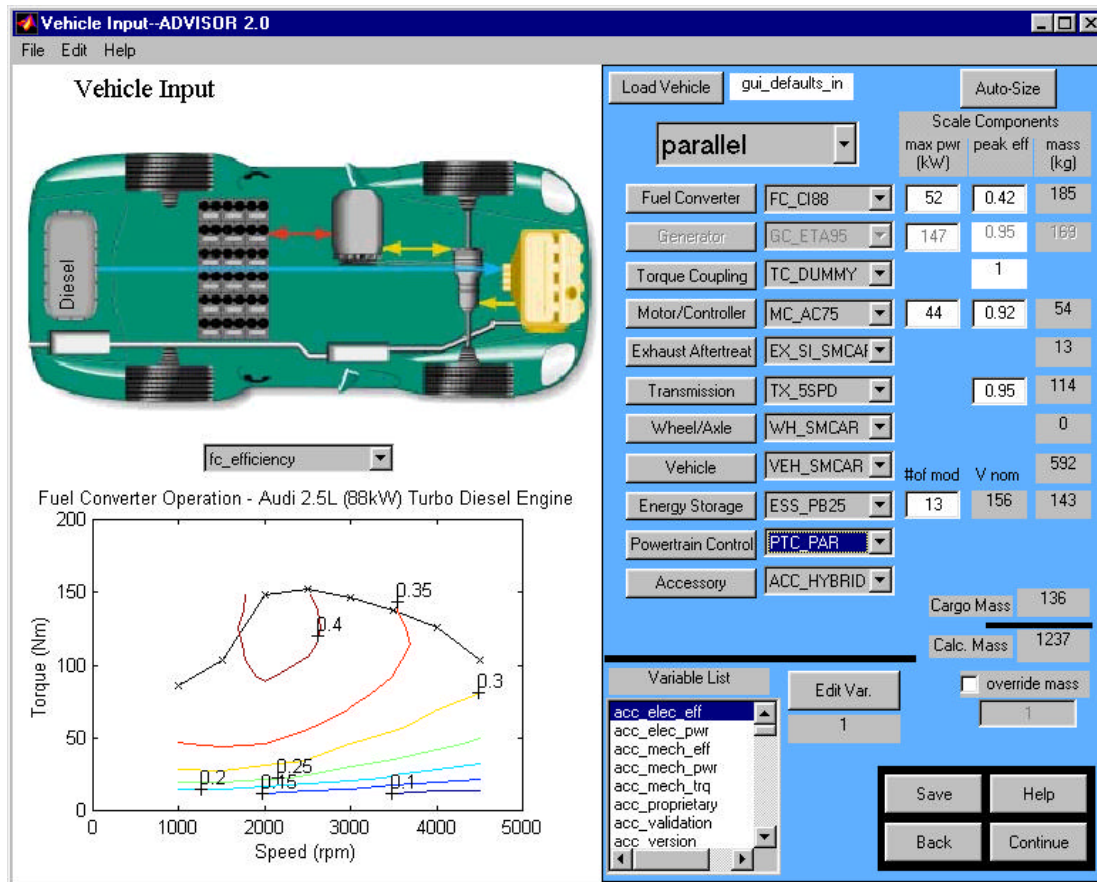 Vehicle Input--ADVISOR 2.0
File Edit Help
Vehicle Input
Diesel
fc_efficiency
Fuel Converter Operation - Audi 2.5L (88kW) Turbo Diesel Engine
200
150
100
50
0
Torque (Nm)
0.35
0.4
0.3
0.25
0.2
0.15
0.1
0 1000 2000 3000 4000 5000
Speed (rpm)
Load Vehicle gui_defaults_in Auto-Size
Scale Components
parallel
max pwr peak eff mass
(kW) (kg)
Fuel Converter FC_CI88 52 0.42 185
Generator GC_ETA95 147 0.95 169
Torque Coupling TC_DUMMY 1
Motor/Controller MC_AC75 44 0.92 54
Exhaust Aftertreat EX_SI_SMCAR 13
Transmission TX_5SPD 0.95 114
Wheel/Axle WH_SMCAR 0
Vehicle VEH_SMCAR 592
#of mod V nom
Energy Storage ESS_PB25 13 156 143
Powertrain Control PTC_PAR
Accessory ACC_HYBRID
Cargo Mass 136
Calc. Mass 1237
override mass
1
Variable List
acc_elec_eff
acc_elec_pwr
acc_mech_eff
acc_mech_pwr
acc_mech_trq
acc_proprietary
acc_validation
acc_version
Edit Var.
1
Save Help
Back Continue